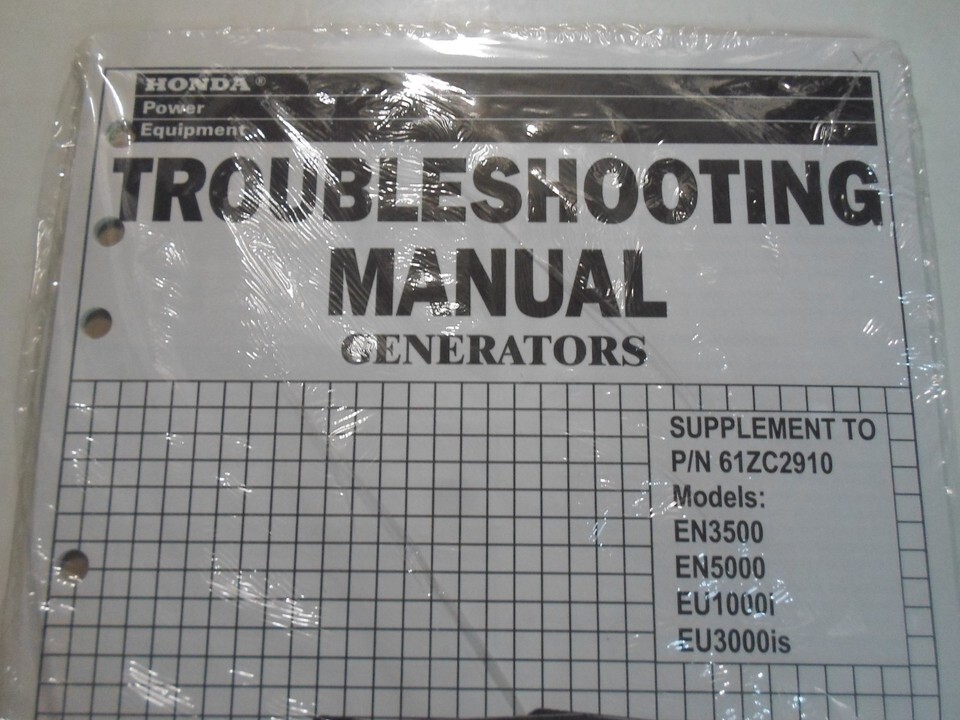 HONDA®
Power
Equipment
TROUBLESHOOTING
MANUAL
GENERATORS
SUPPLEMENT TO
P/N 61ZC2910
Models:
EN3500
EN5000
EU1000i
EU3000is